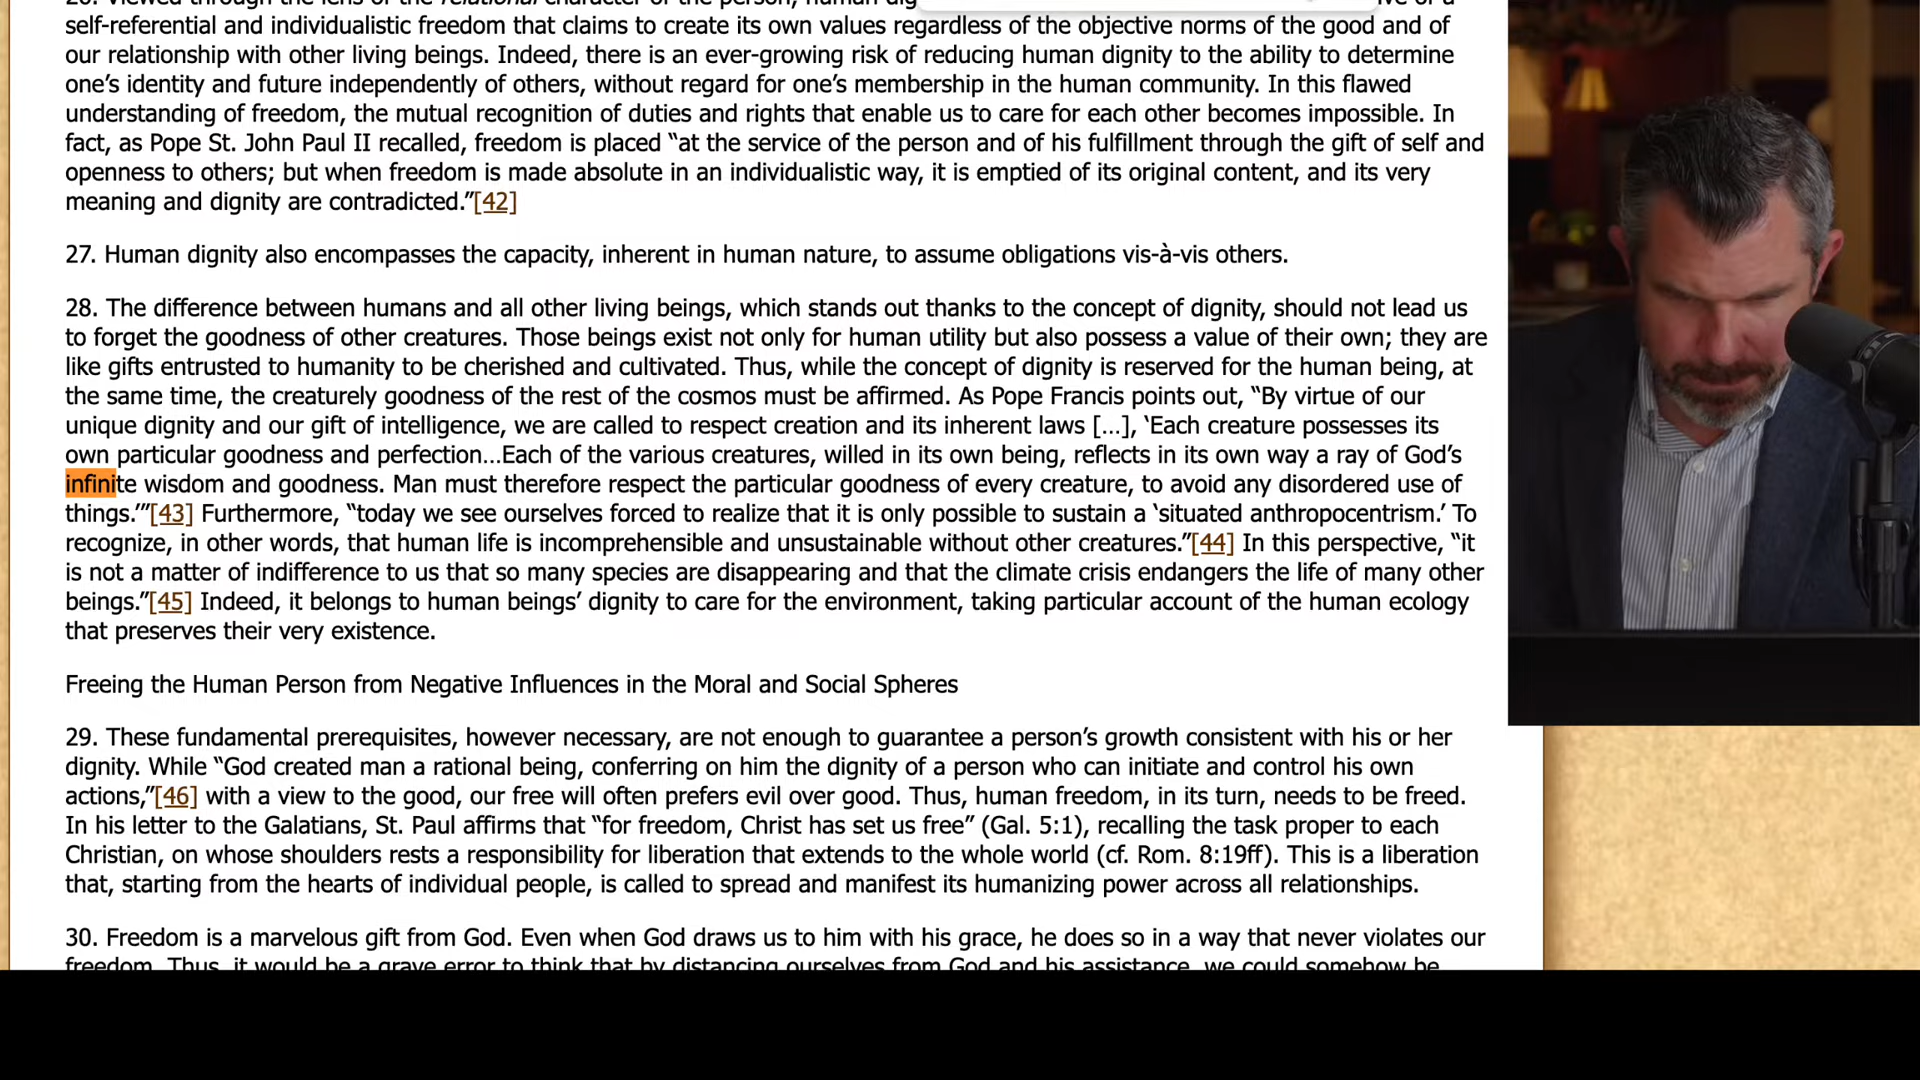 self-referential and individualistic freedom that claims to create its own values regardless of the objective norms of the good and of
our relationship with other living beings. Indeed, there is an ever-growing risk of reducing human dignity to the ability to determine
one’s identity and future independently of others, without regard for one’s membership in the human community. In this flawed
understanding of freedom, the mutual recognition of duties and rights that enable us to care for each other becomes impossible. In
fact, as Pope St. John Paul II recalled, freedom is placed “at the service of the person and of his fulfillment through the gift of self and
openness to others; but when freedom is made absolute in an individualistic way, it is emptied of its original content, and its very
meaning and dignity are contradicted.”[42]
27. Human dignity also encompasses the capacity, inherent in human nature, to assume obligations vis-à-vis others.
28. The difference between humans and all other living beings, which stands out thanks to the concept of dignity, should not lead us
to forget the goodness of other creatures. Those beings exist not only for human utility but also possess a value of their own; they are
like gifts entrusted to humanity to be cherished and cultivated. Thus, while the concept of dignity is reserved for the human being, at
the same time, the creaturely goodness of the rest of the cosmos must be affirmed. As Pope Francis points out, “By virtue of our
unique dignity and our gift of intelligence, we are called to respect creation and its inherent laws […], ‘Each creature possesses its
own particular goodness and perfection…Each of the various creatures, willed in its own being, reflects in its own way a ray of God’s
infinite wisdom and goodness. Man must therefore respect the particular goodness of every creature, to avoid any disordered use of
things.’”[43] Furthermore, “today we see ourselves forced to realize that it is only possible to sustain a ‘situated anthropocentrism.’ To
recognize, in other words, that human life is incomprehensible and unsustainable without other creatures.”[44] In this perspective, “it
is not a matter of indifference to us that so many species are disappearing and that the climate crisis endangers the life of many other
beings.”[45] Indeed, it belongs to human beings’ dignity to care for the environment, taking particular account of the human ecology
that preserves their very existence.
Freeing the Human Person from Negative Influences in the Moral and Social Spheres
29. These fundamental prerequisites, however necessary, are not enough to guarantee a person’s growth consistent with his or her
dignity. While “God created man a rational being, conferring on him the dignity of a person who can initiate and control his own
actions,”[46] with a view to the good, our free will often prefers evil over good. Thus, human freedom, in its turn, needs to be freed.
In his letter to the Galatians, St. Paul affirms that “for freedom, Christ has set us free” (Gal. 5:1), recalling the task proper to each
Christian, on whose shoulders rests a responsibility for liberation that extends to the whole world (cf. Rom. 8:19ff). This is a liberation
that, starting from the hearts of individual people, is called to spread and manifest its humanizing power across all relationships.
30. Freedom is a marvelous gift from God. Even when God draws us to him with his grace, he does so in a way that never violates our
freedom. Thus, it would be a grave error to think that by distancing ourselves from God and his assistance, we could somehow be